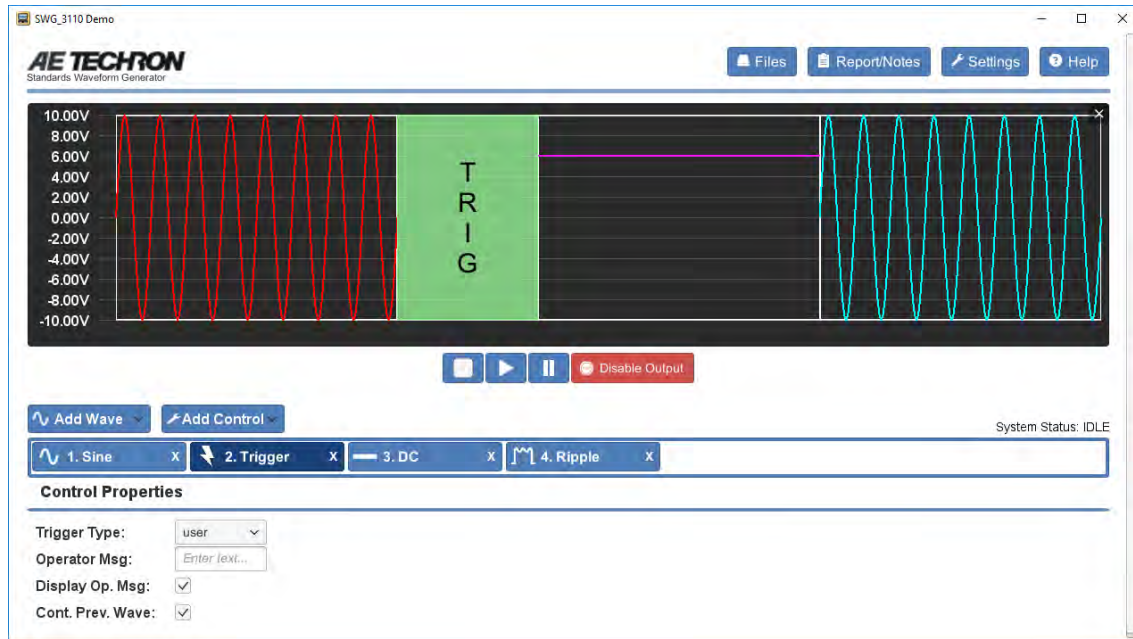 SWG_3110 Demo
AE TECHRON
Standards Waveform Generator
Files
Report/Notes
Settings
Help
10.00V
8.00V
6.00V
4.00V
2.00V
0.00V
-2.00V
-4.00V
-6.00V
-8.00V
-10.00V
T
R
I
G
Disable Output
Add Wave
Add Control
System Status: IDLE
1. Sine x
2. Trigger x
3. DC x
4. Ripple x
Control Properties
Trigger Type: user
Operator Msg: Enter text...
Display Op. Msg:
Cont. Prev. Wave: